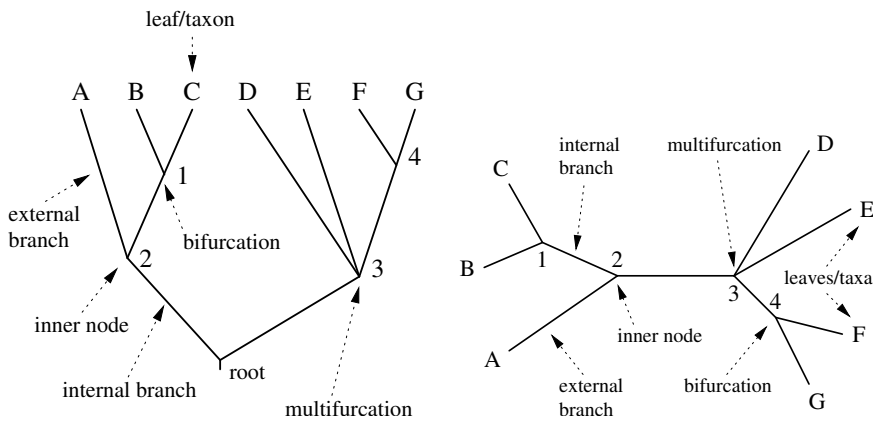 leaf/taxon
A B C D E F G
1
4
external
branch
bifurcation
2
3
inner node
root
internal branch
multifurcation
internal
branch
multifurcation
D
C
E
B
1
2
3
4
leaves/taxa
F
A
inner node
external
branch
bifurcation
G